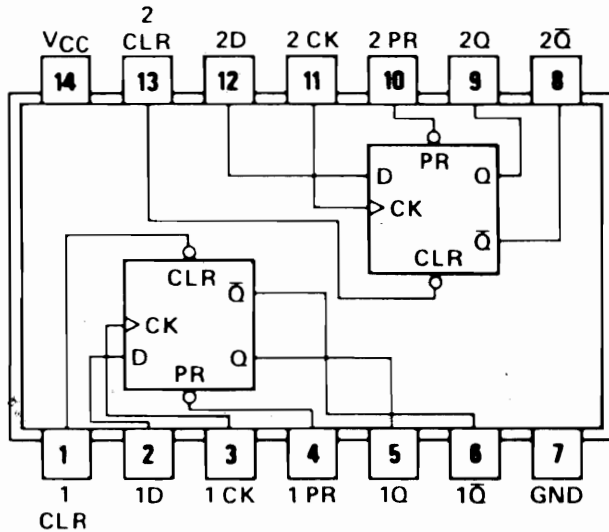 2
VCC CLR 2D 2 CK 2 PR 2Q 2Q̅
14 13 12 11 10 9 8
PR
D Q
CK
Q̅
CLR
CLR
Q̅
CK
D Q
PR
1 2 3 4 5 6 7
1 1D 1 CK 1 PR 1Q 1Q̅ GND
CLR